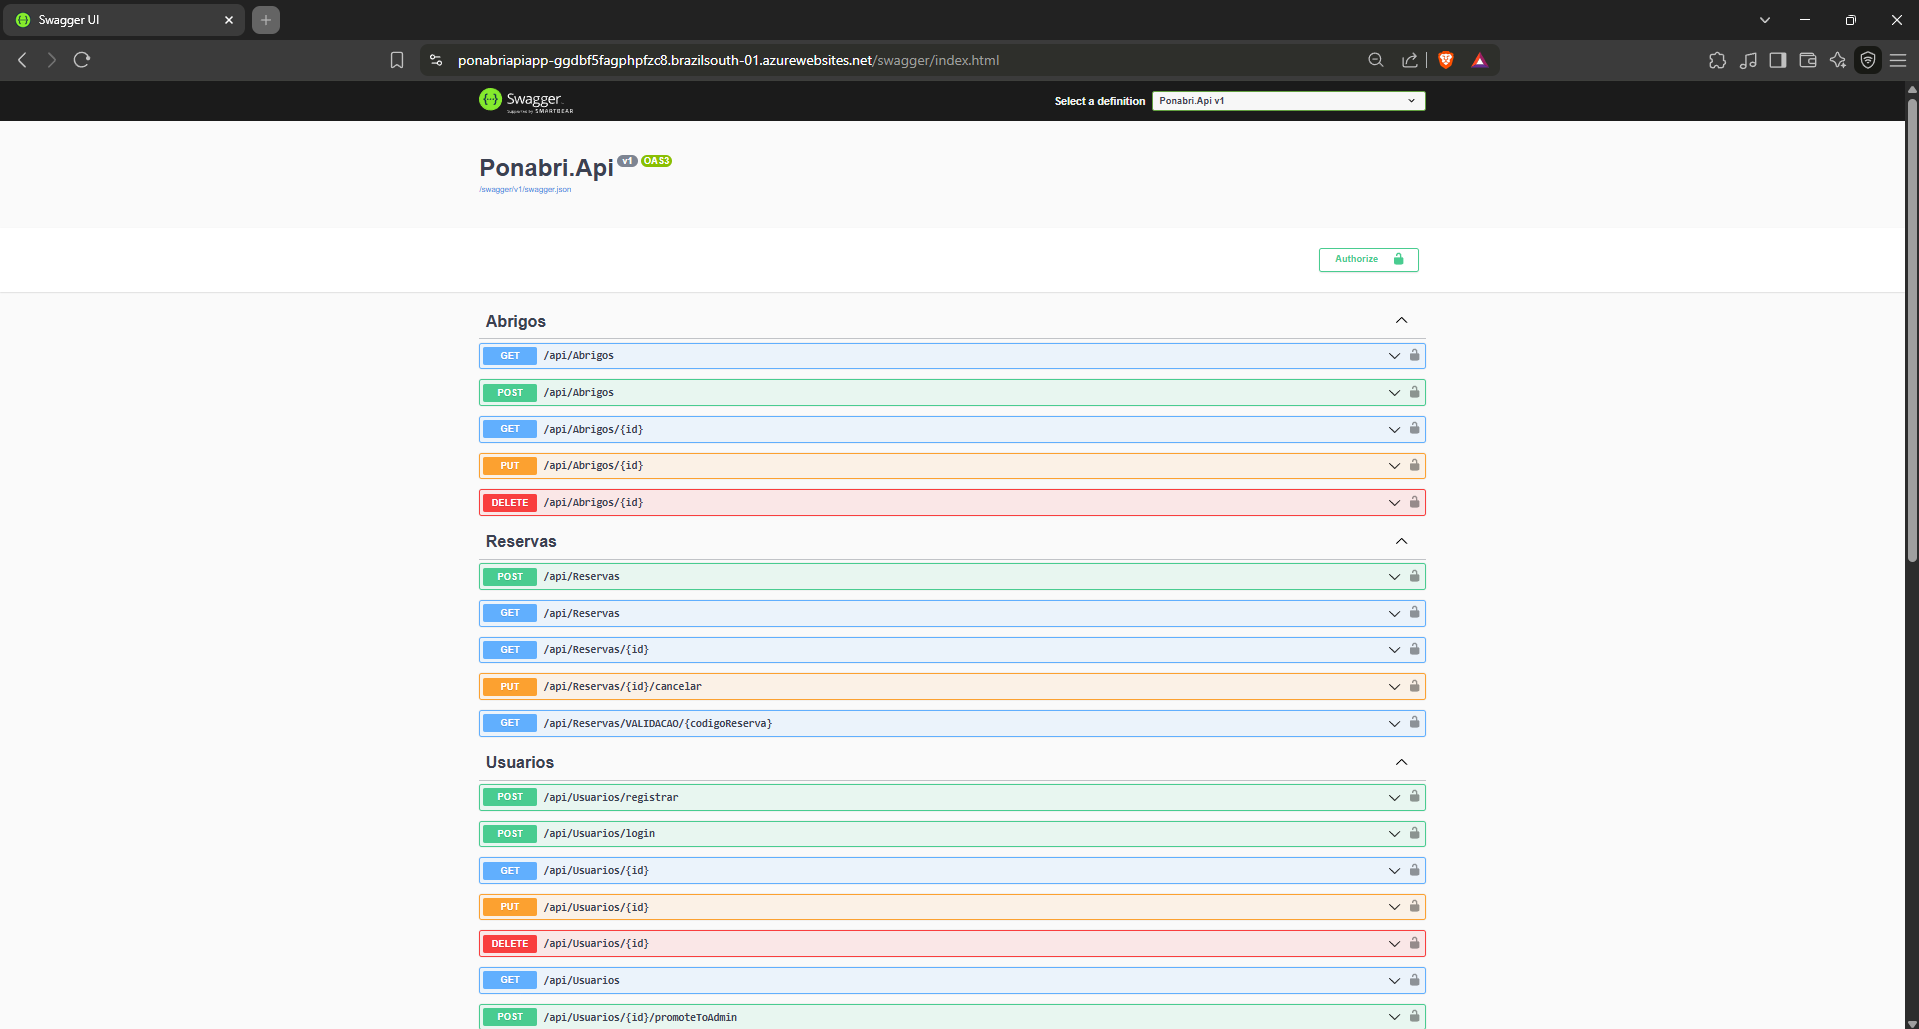 Swagger UI
ponabriapiapp-ggdbf5fagphpfzc8.brazilsouth-01.azurewebsites.net/swagger/index.html
Swagger
Supported by SMARTBEAR
Select a definition
Ponabri.Api v1
Ponabri.Api v1 OAS3
/swagger/v1/swagger.json
Authorize
Abrigos
GET /api/Abrigos
POST /api/Abrigos
GET /api/Abrigos/{id}
PUT /api/Abrigos/{id}
DELETE /api/Abrigos/{id}
Reservas
POST /api/Reservas
GET /api/Reservas
GET /api/Reservas/{id}
PUT /api/Reservas/{id}/cancelar
GET /api/Reservas/VALIDACAO/{codigoReserva}
Usuarios
POST /api/Usuarios/registrar
POST /api/Usuarios/login
GET /api/Usuarios/{id}
PUT /api/Usuarios/{id}
DELETE /api/Usuarios/{id}
GET /api/Usuarios
POST /api/Usuarios/{id}/promoteToAdmin